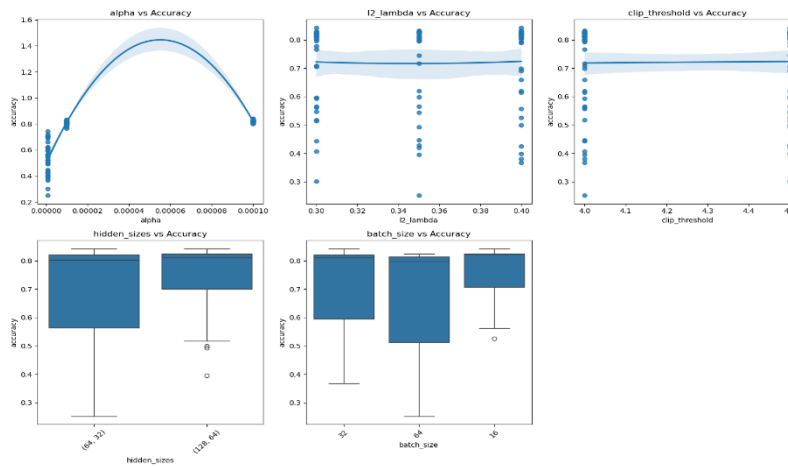 alpha vs Accuracy
l2_lambda vs Accuracy
clip_threshold vs Accuracy
1.6
1.4
1.2
1.0
0.8
0.6
0.4
0.2
accuracy
0.00000 0.00002 0.00004 0.00006 0.00008 0.00010
alpha
0.8
0.7
0.6
0.5
0.4
0.3
accuracy
0.30 0.32 0.34 0.36 0.38 0.40
l2_lambda
0.8
0.7
0.6
0.5
0.4
0.3
accuracy
4.0 4.1 4.2 4.3 4.4
clip_threshold
hidden_sizes vs Accuracy
batch_size vs Accuracy
0.8
0.7
0.6
0.5
0.4
0.3
accuracy
(64, 32)
(128, 64)
hidden_sizes
0.8
0.7
0.6
0.5
0.4
0.3
accuracy
32
64
16
batch_size